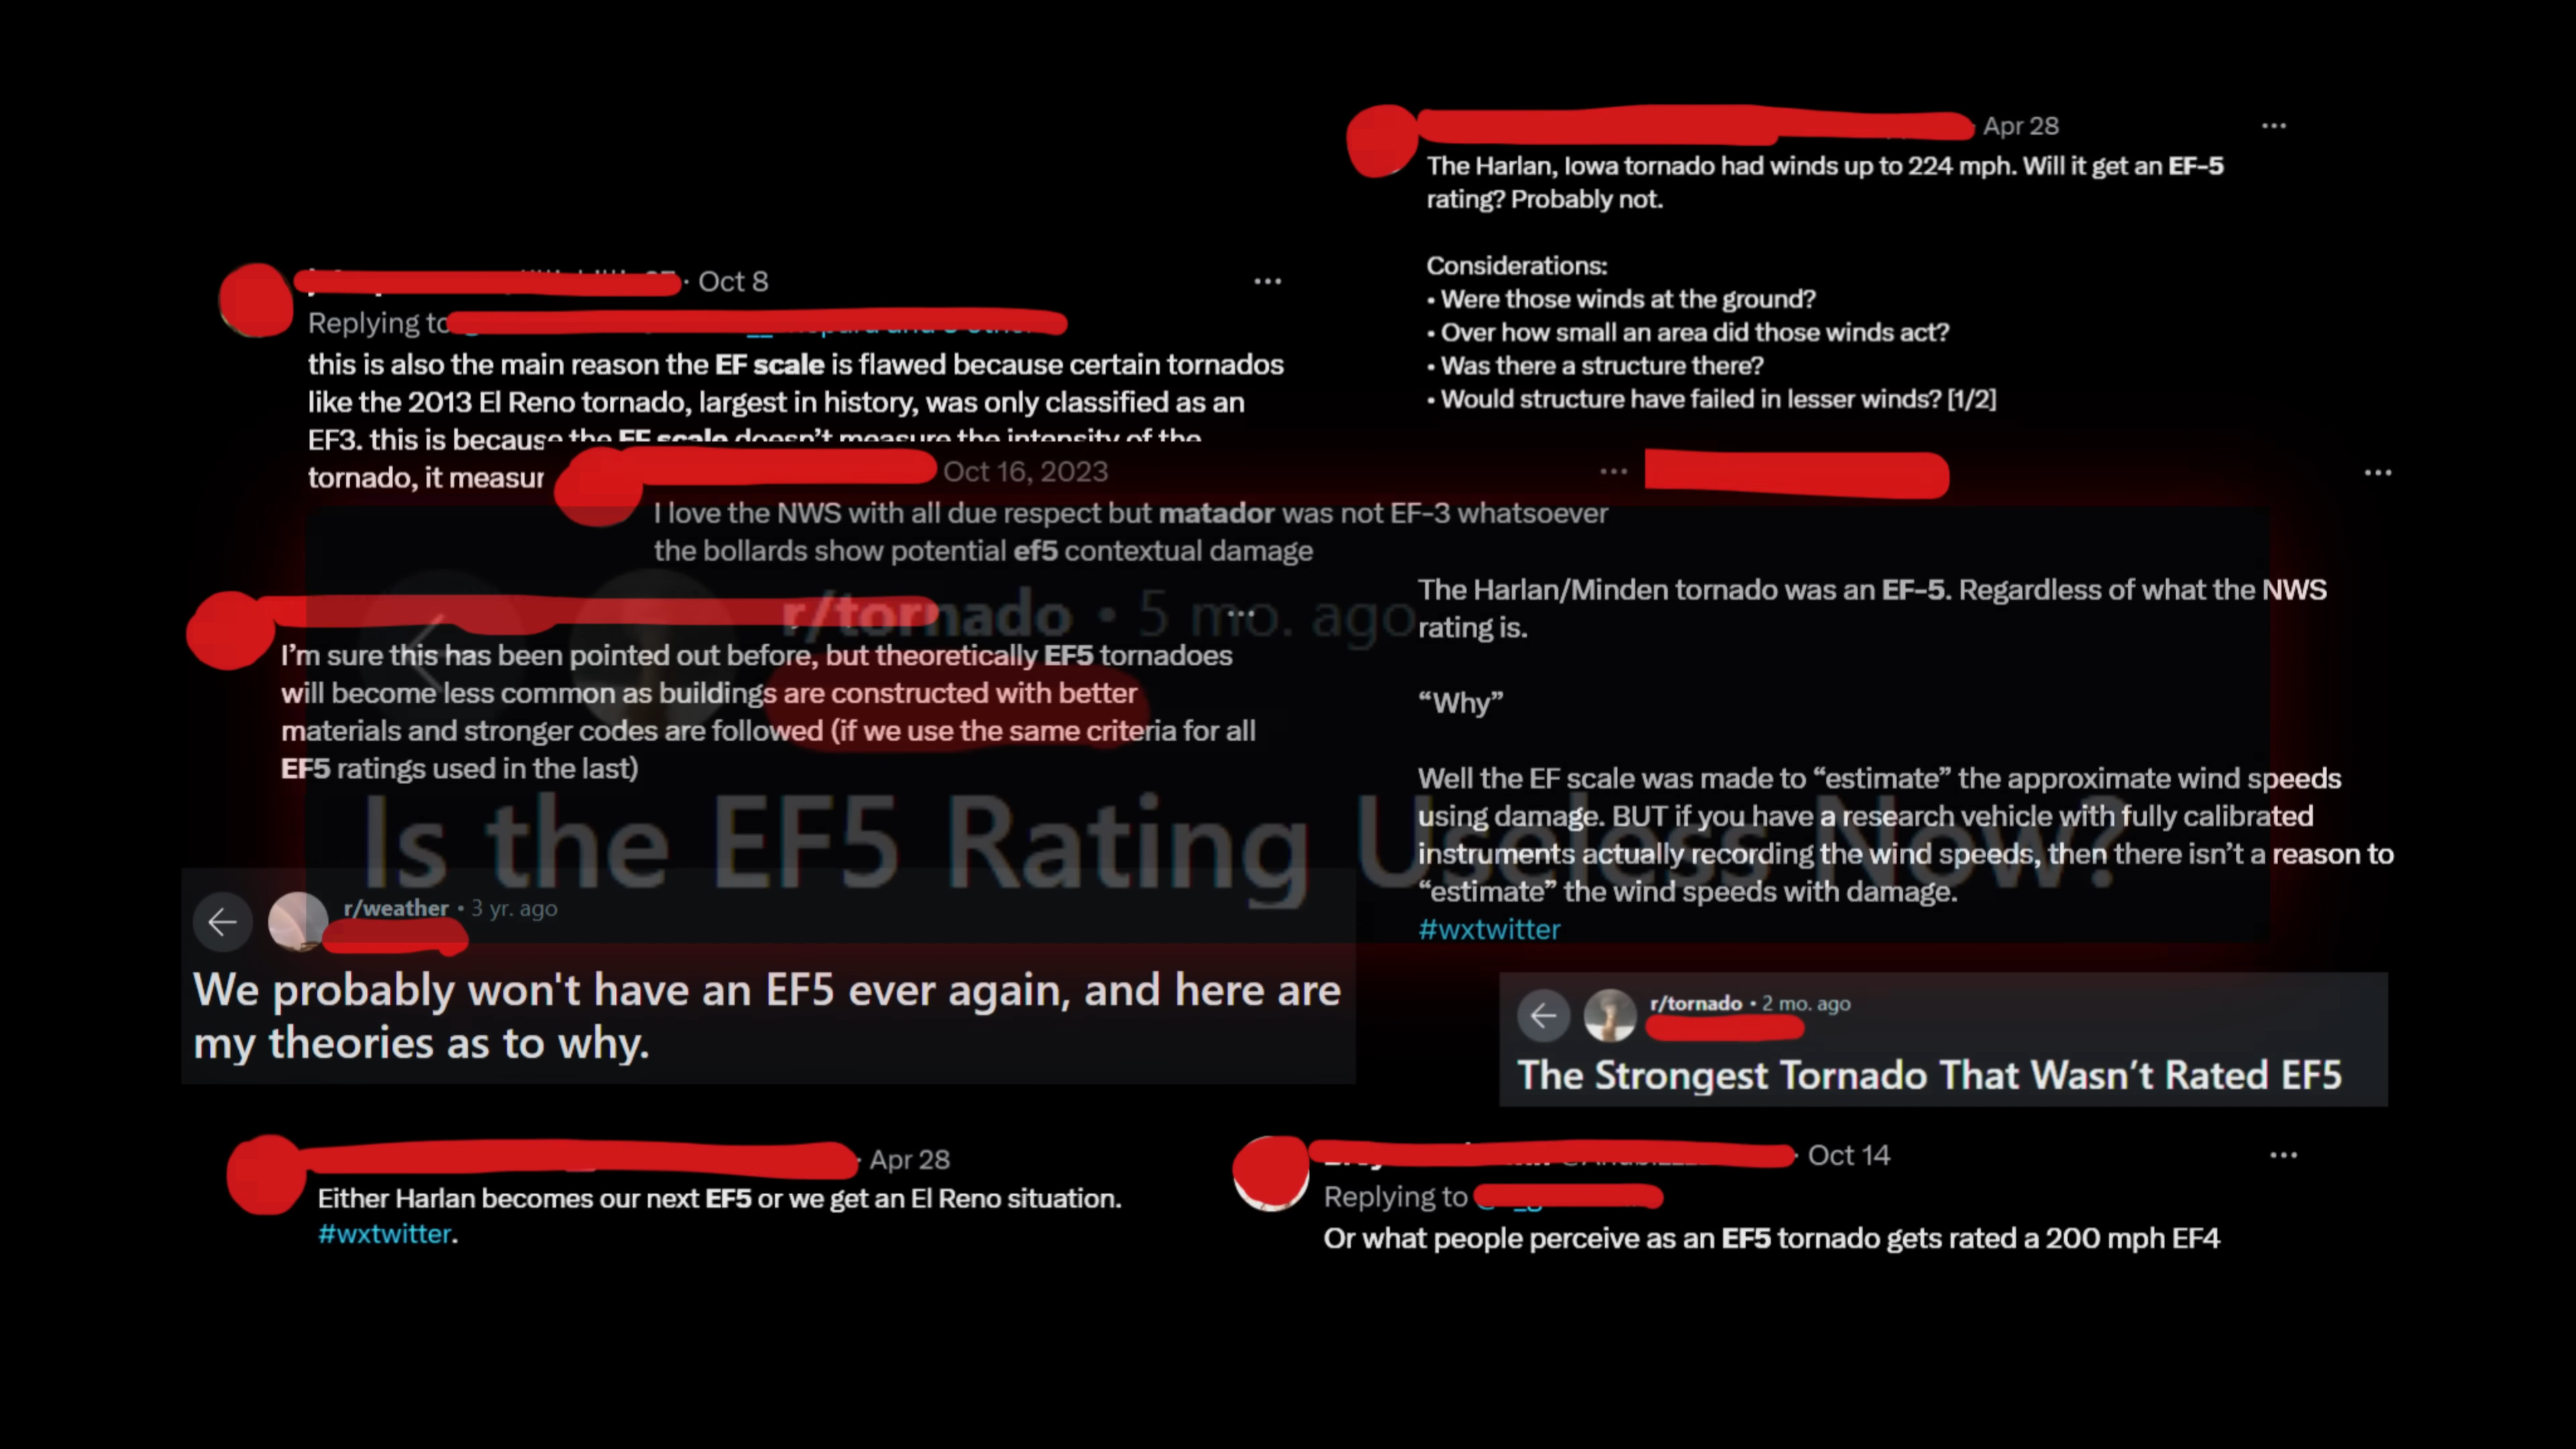 Apr 28
The Harlan, Iowa tornado had winds up to 224 mph. Will it get an EF-5
rating? Probably not.
Considerations:
• Were those winds at the ground?
• Over how small an area did those winds act?
• Was there a structure there?
• Would structure have failed in lesser winds? [1/2]
· Oct 8
Replying to
this is also the main reason the EF scale is flawed because certain tornados
like the 2013 El Reno tornado, largest in history, was only classified as an
EF3. this is because the EF scale doesn't measure the intensity of the
tornado, it measur
Oct 16, 2023
I love the NWS with all due respect but matador was not EF-3 whatsoever
the bollards show potential ef5 contextual damage
The Harlan/Minden tornado was an EF-5. Regardless of what the NWS
rating is.
“Why”
Well the EF scale was made to “estimate” the approximate wind speeds
using damage. BUT if you have a research vehicle with fully calibrated
instruments actually recording the wind speeds, then there isn't a reason to
“estimate” the wind speeds with damage.
#wxtwitter
I'm sure this has been pointed out before, but theoretically EF5 tornadoes
will become less common as buildings are constructed with better
materials and stronger codes are followed (if we use the same criteria for all
EF5 ratings used in the last)
r/tornado • 5 mo. ago
Is the EF5 Rating Useless Now?
r/weather • 3 yr. ago
We probably won't have an EF5 ever again, and here are
my theories as to why.
r/tornado • 2 mo. ago
The Strongest Tornado That Wasn't Rated EF5
· Apr 28
Either Harlan becomes our next EF5 or we get an El Reno situation.
#wxtwitter.
· Oct 14
Replying to
Or what people perceive as an EF5 tornado gets rated a 200 mph EF4